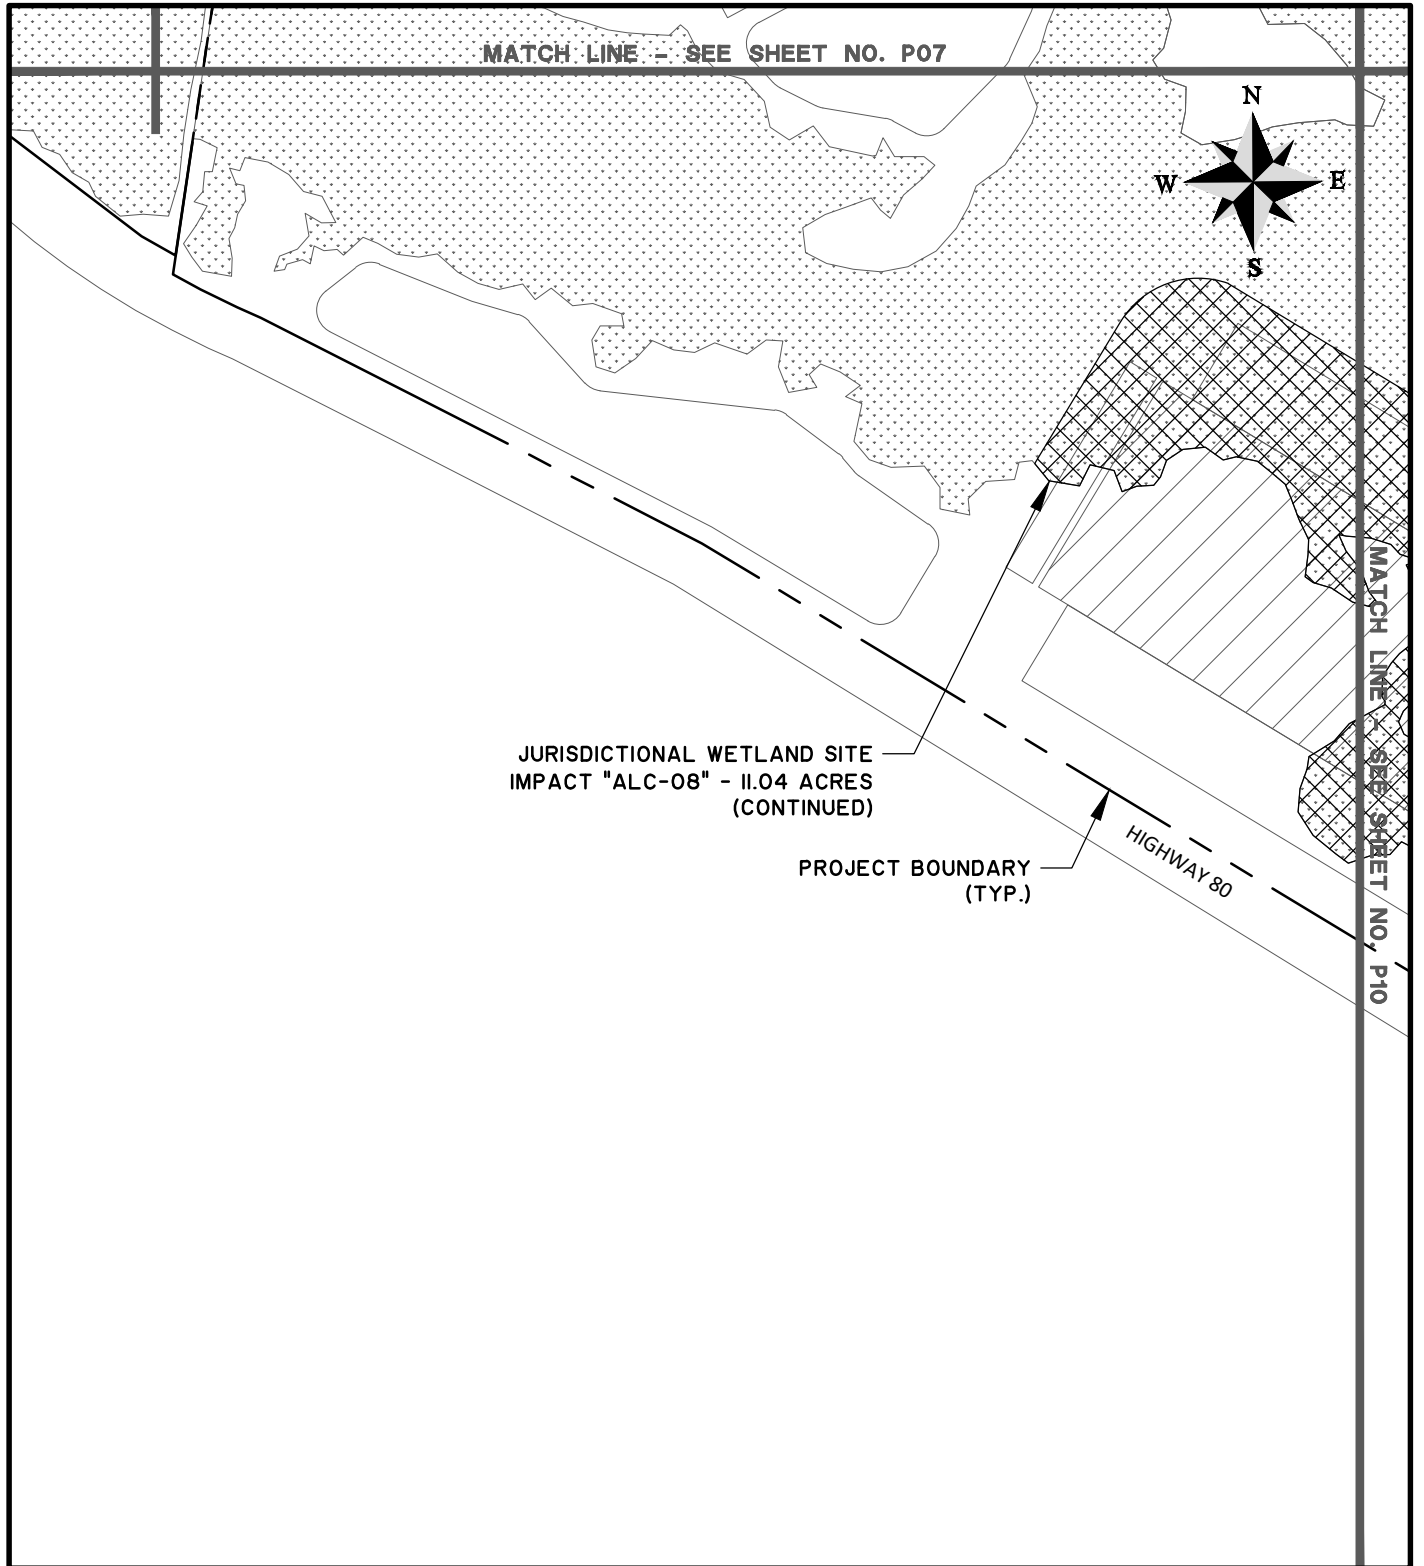 MATCH LINE - SEE SHEET NO. P07
N
W
E
S
JURISDICTIONAL WETLAND SITE
IMPACT "ALC-08" - 11.04 ACRES
(CONTINUED)
PROJECT BOUNDARY
(TYP.)
HIGHWAY 80
MATCH LINE - SEE SHEET NO. P10